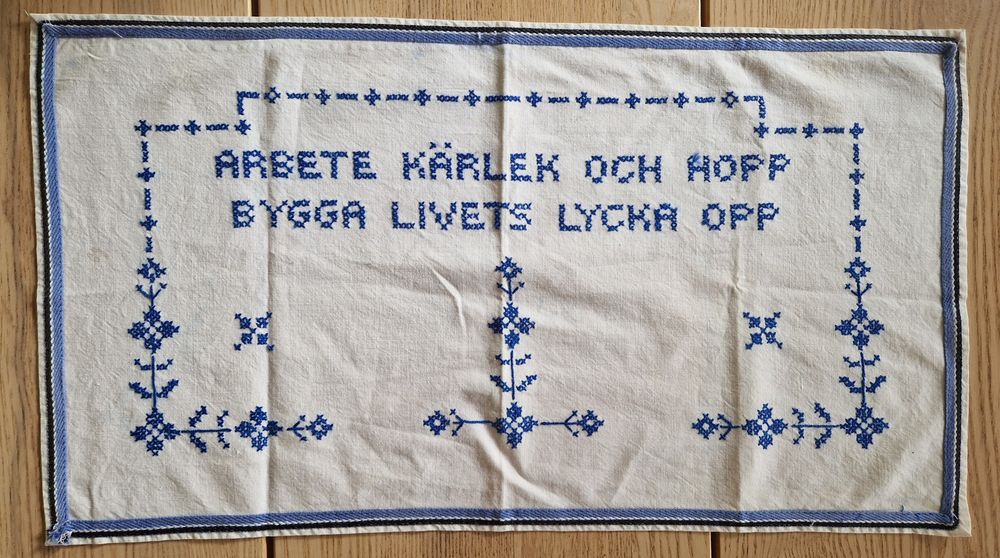 ARBETE KÄRLEK OCH HOPP
BYGGA LIVETS LYCKA OPP